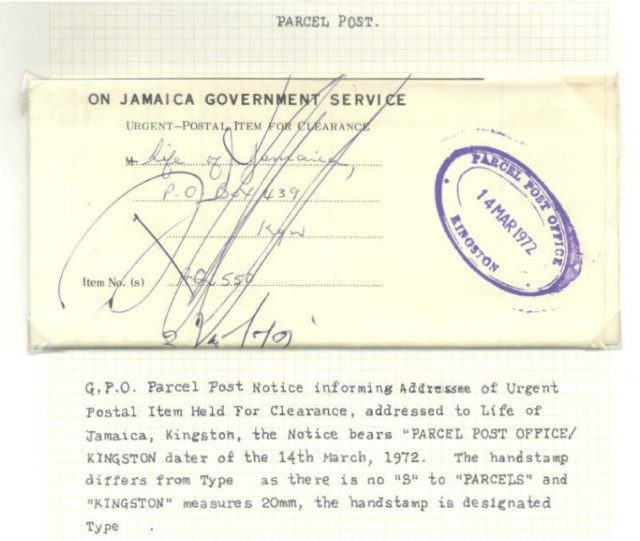 PARCEL POST.
ON JAMAICA GOVERNMENT SERVICE
URGENT—POSTAL ITEM FOR CLEARANCE
M Life of Jamaica,
P.O Box 439
Kgn
Item No. (s) 550
PARCEL POST OFFICE
14 MAR 1972
KINGSTON
G.P.O. Parcel Post Notice informing Addressee of Urgent
Postal Item Held For Clearance, addressed to Life of
Jamaica, Kingston, the Notice bears "PARCEL POST OFFICE/
KINGSTON dater of the 14th March, 1972. The handstamp
differs from Type as there is no "S" to "PARCELS" and
"KINGSTON" measures 20mm, the handstamp is designated
Type .